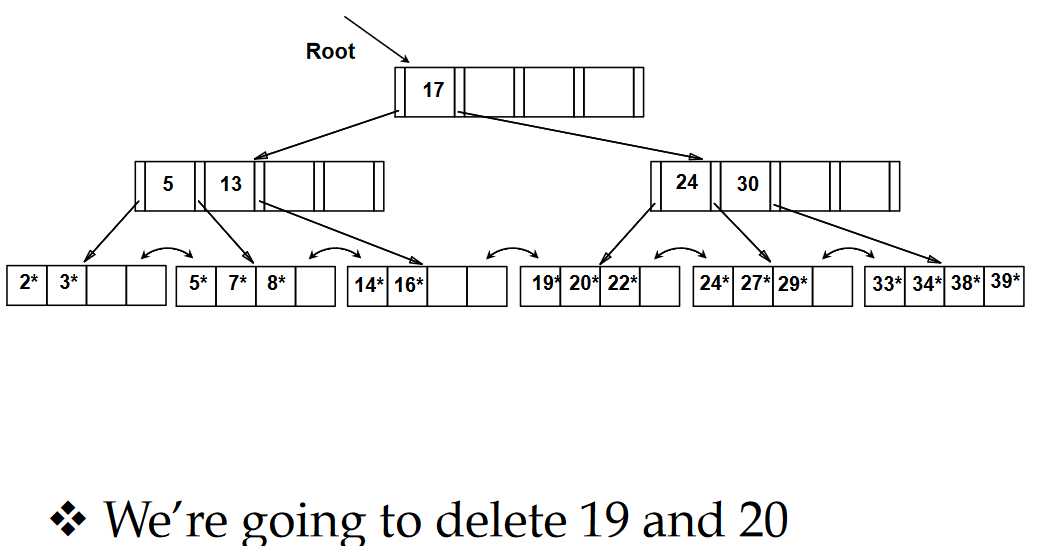 Root
17
5 13
24 30
2* 3*
5* 7* 8*
14* 16*
19* 20* 22*
24* 27* 29*
33* 34* 38* 39*
❖ We're going to delete 19 and 20